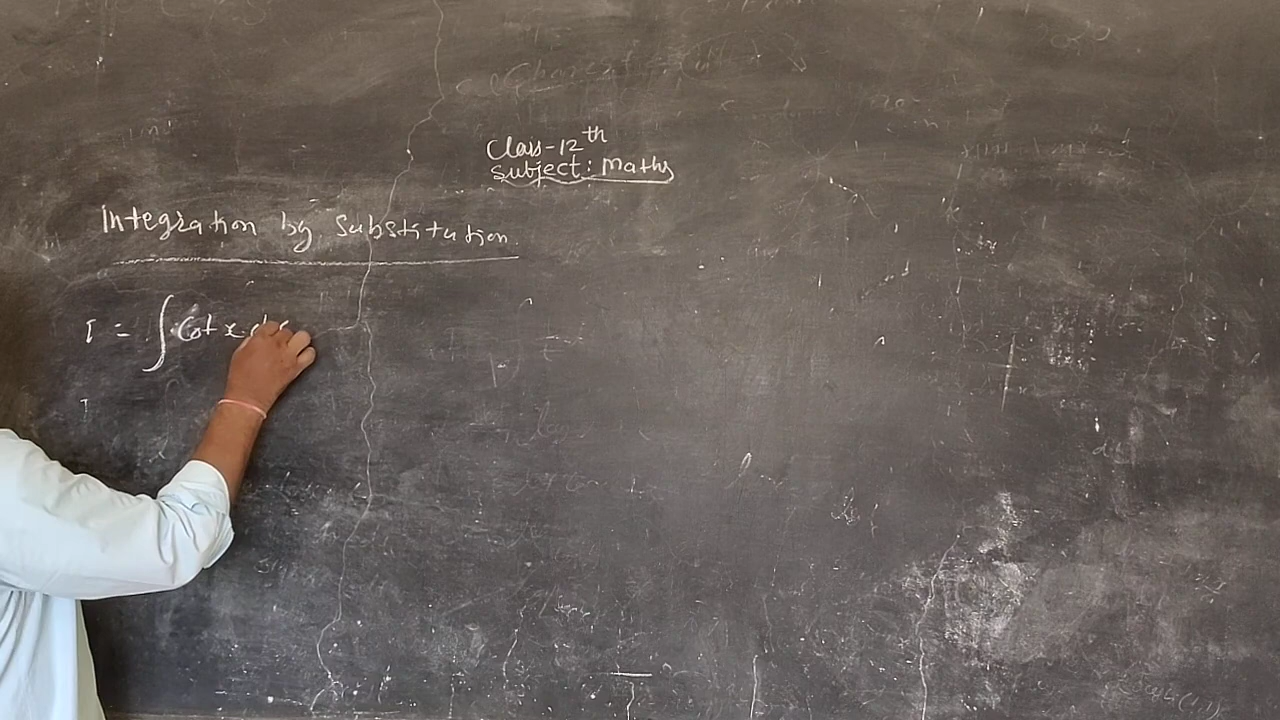 Class-12th
Subject: Maths
Integration by Substitution.
I = ∫ Cot x. dx
I